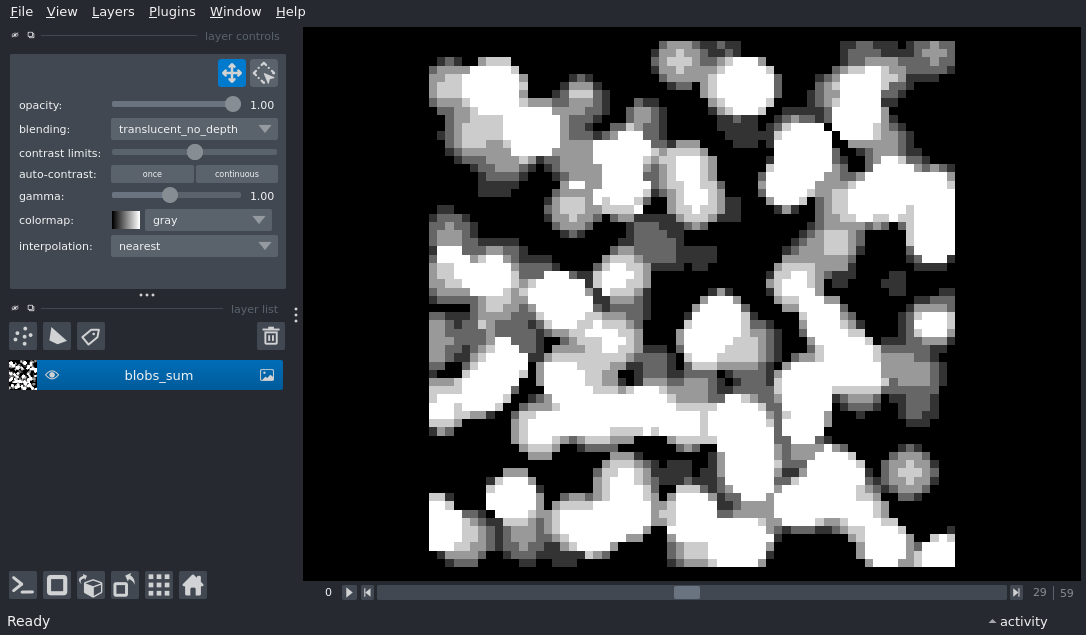 File View Layers Plugins Window Help
layer controls
opacity: 1.00
blending: translucent_no_depth
contrast limits:
auto-contrast: once continuous
gamma: 1.00
colormap: gray
interpolation: nearest
layer list
blobs_sum
0 29 59
Ready activity